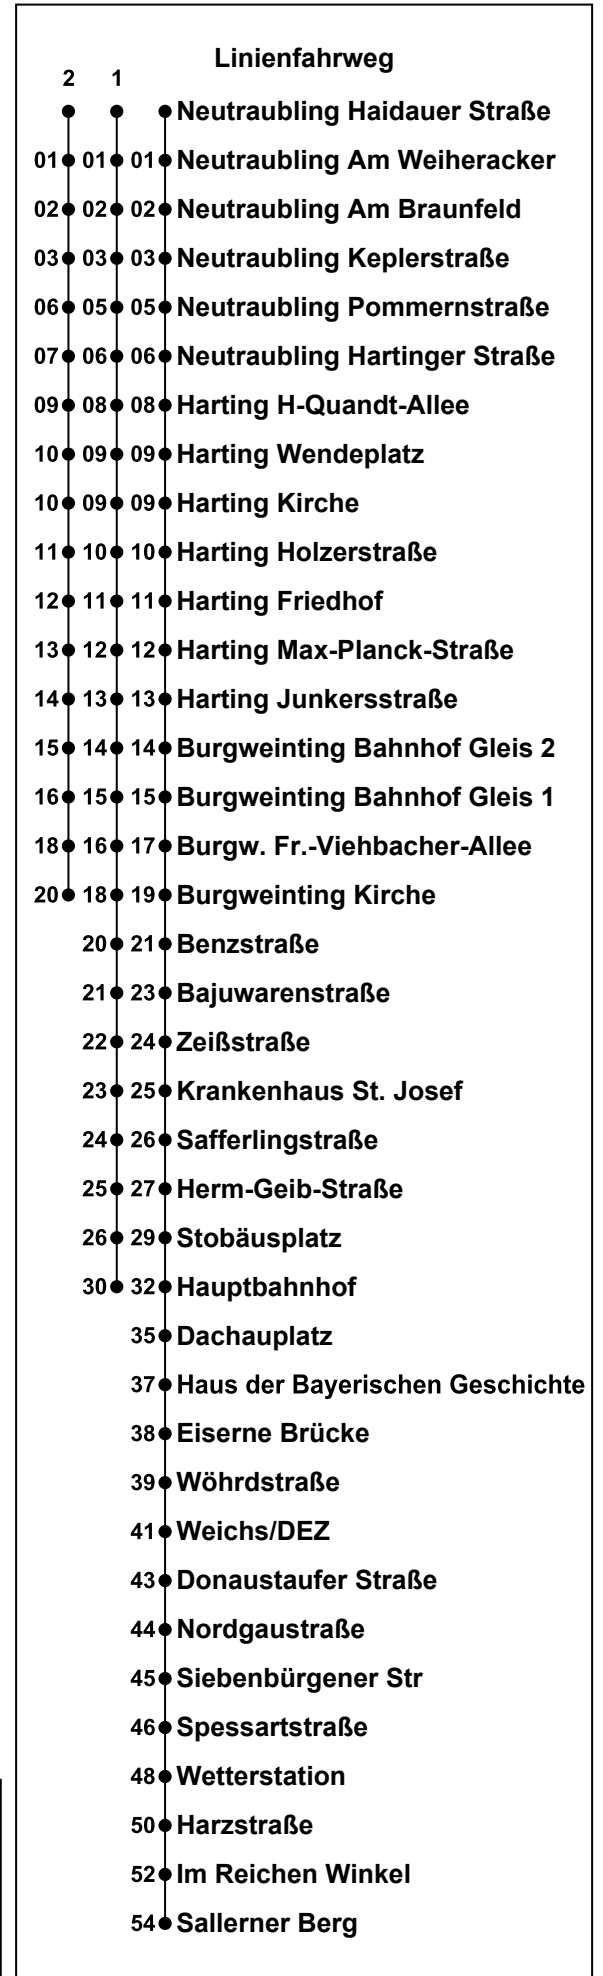 Linienfahrweg
2 1
Neutraubling Haidauer Straße
01 01 01 Neutraubling Am Weiheracker
02 02 02 Neutraubling Am Braunfeld
03 03 03 Neutraubling Keplerstraße
06 05 05 Neutraubling Pommernstraße
07 06 06 Neutraubling Hartinger Straße
09 08 08 Harting H-Quandt-Allee
10 09 09 Harting Wendeplatz
10 09 09 Harting Kirche
11 10 10 Harting Holzerstraße
12 11 11 Harting Friedhof
13 12 12 Harting Max-Planck-Straße
14 13 13 Harting Junkersstraße
15 14 14 Burgweinting Bahnhof Gleis 2
16 15 15 Burgweinting Bahnhof Gleis 1
18 16 17 Burgw. Fr.-Viehbacher-Allee
20 18 19 Burgweinting Kirche
20 21 Benzstraße
21 23 Bajuwarenstraße
22 24 Zeißstraße
23 25 Krankenhaus St. Josef
24 26 Safferlingstraße
25 27 Herm-Geib-Straße
26 29 Stobäusplatz
30 32 Hauptbahnhof
35 Dachauplatz
37 Haus der Bayerischen Geschichte
38 Eiserne Brücke
39 Wöhrdstraße
41 Weichs/DEZ
43 Donaustaufer Straße
44 Nordgaustraße
45 Siebenbürgener Str
46 Spessartstraße
48 Wetterstation
50 Harzstraße
52 Im Reichen Winkel
54 Sallerner Berg